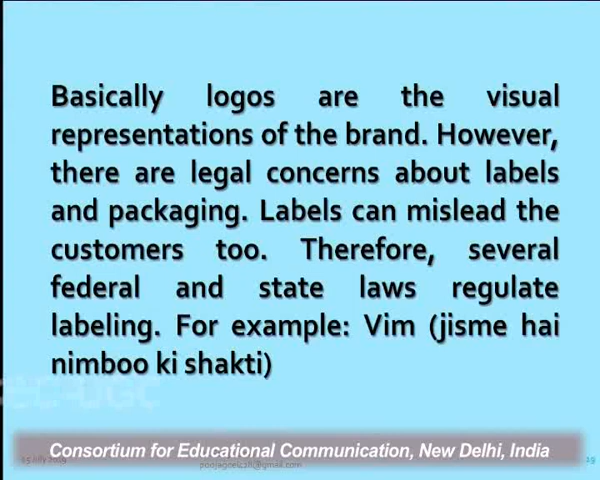 Basically logos are the visual
representations of the brand. However,
there are legal concerns about labels
and packaging. Labels can mislead the
customers too. Therefore, several
federal and state laws regulate
labeling. For example: Vim (jisme hai
nimboo ki shakti)
Consortium for Educational Communication, New Delhi, India
19